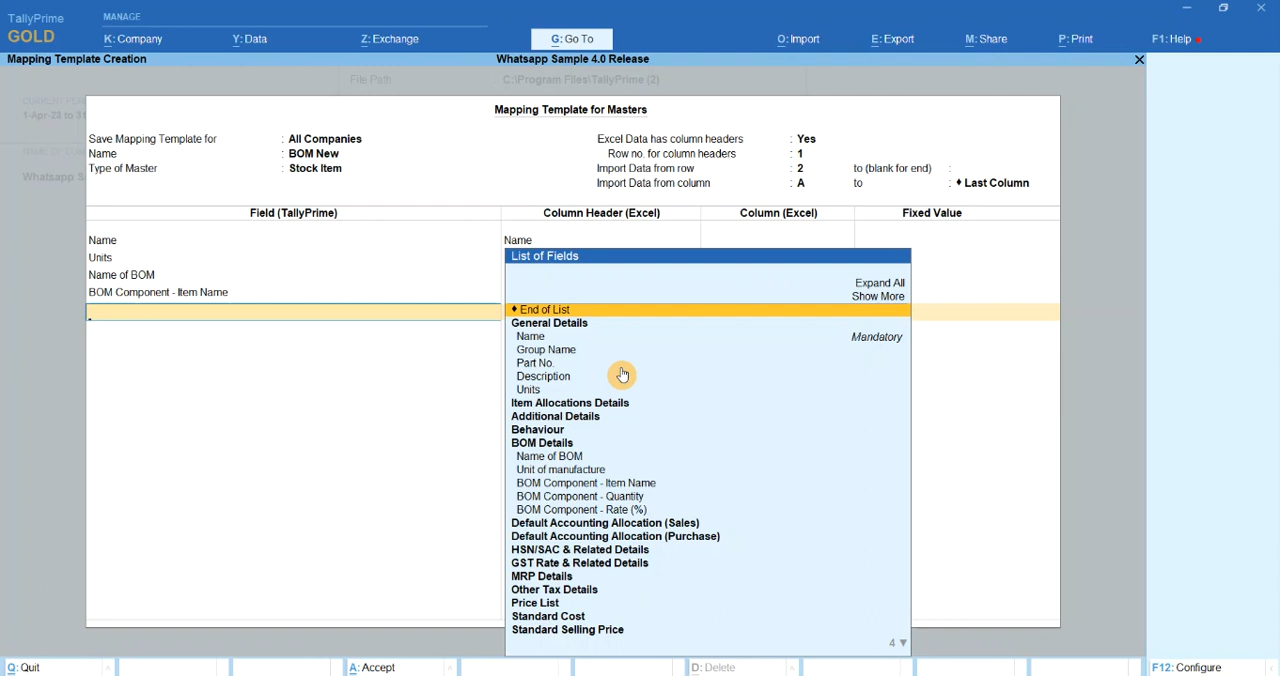 TallyPrime
GOLD
MANAGE
K: Company
Y: Data
Z: Exchange
G: Go To
O: Import
E: Export
M: Share
P: Print
F1: Help
Mapping Template Creation
Whatsapp Sample 4.0 Release
File Path
C:\Program Files\TallyPrime (2)
1-Apr-23 to 31
Whatsapp Sa
Mapping Template for Masters
Save Mapping Template for : All Companies
Name : BOM New
Type of Master : Stock Item
Excel Data has column headers : Yes
Row no. for column headers : 1
Import Data from row : 2 to (blank for end) :
Import Data from column : A to : ♦ Last Column
Field (TallyPrime) Column Header (Excel) Column (Excel) Fixed Value
Name Name
Units
Name of BOM
BOM Component - Item Name
List of Fields
Expand All
Show More
♦ End of List
General Details
Name Mandatory
Group Name
Part No.
Description
Units
Item Allocations Details
Additional Details
Behaviour
BOM Details
Name of BOM
Unit of manufacture
BOM Component - Item Name
BOM Component - Quantity
BOM Component - Rate (%)
Default Accounting Allocation (Sales)
Default Accounting Allocation (Purchase)
HSN/SAC & Related Details
GST Rate & Related Details
MRP Details
Other Tax Details
Price List
Standard Cost
Standard Selling Price
4 ▼
Q: Quit
A: Accept
D: Delete
F12: Configure